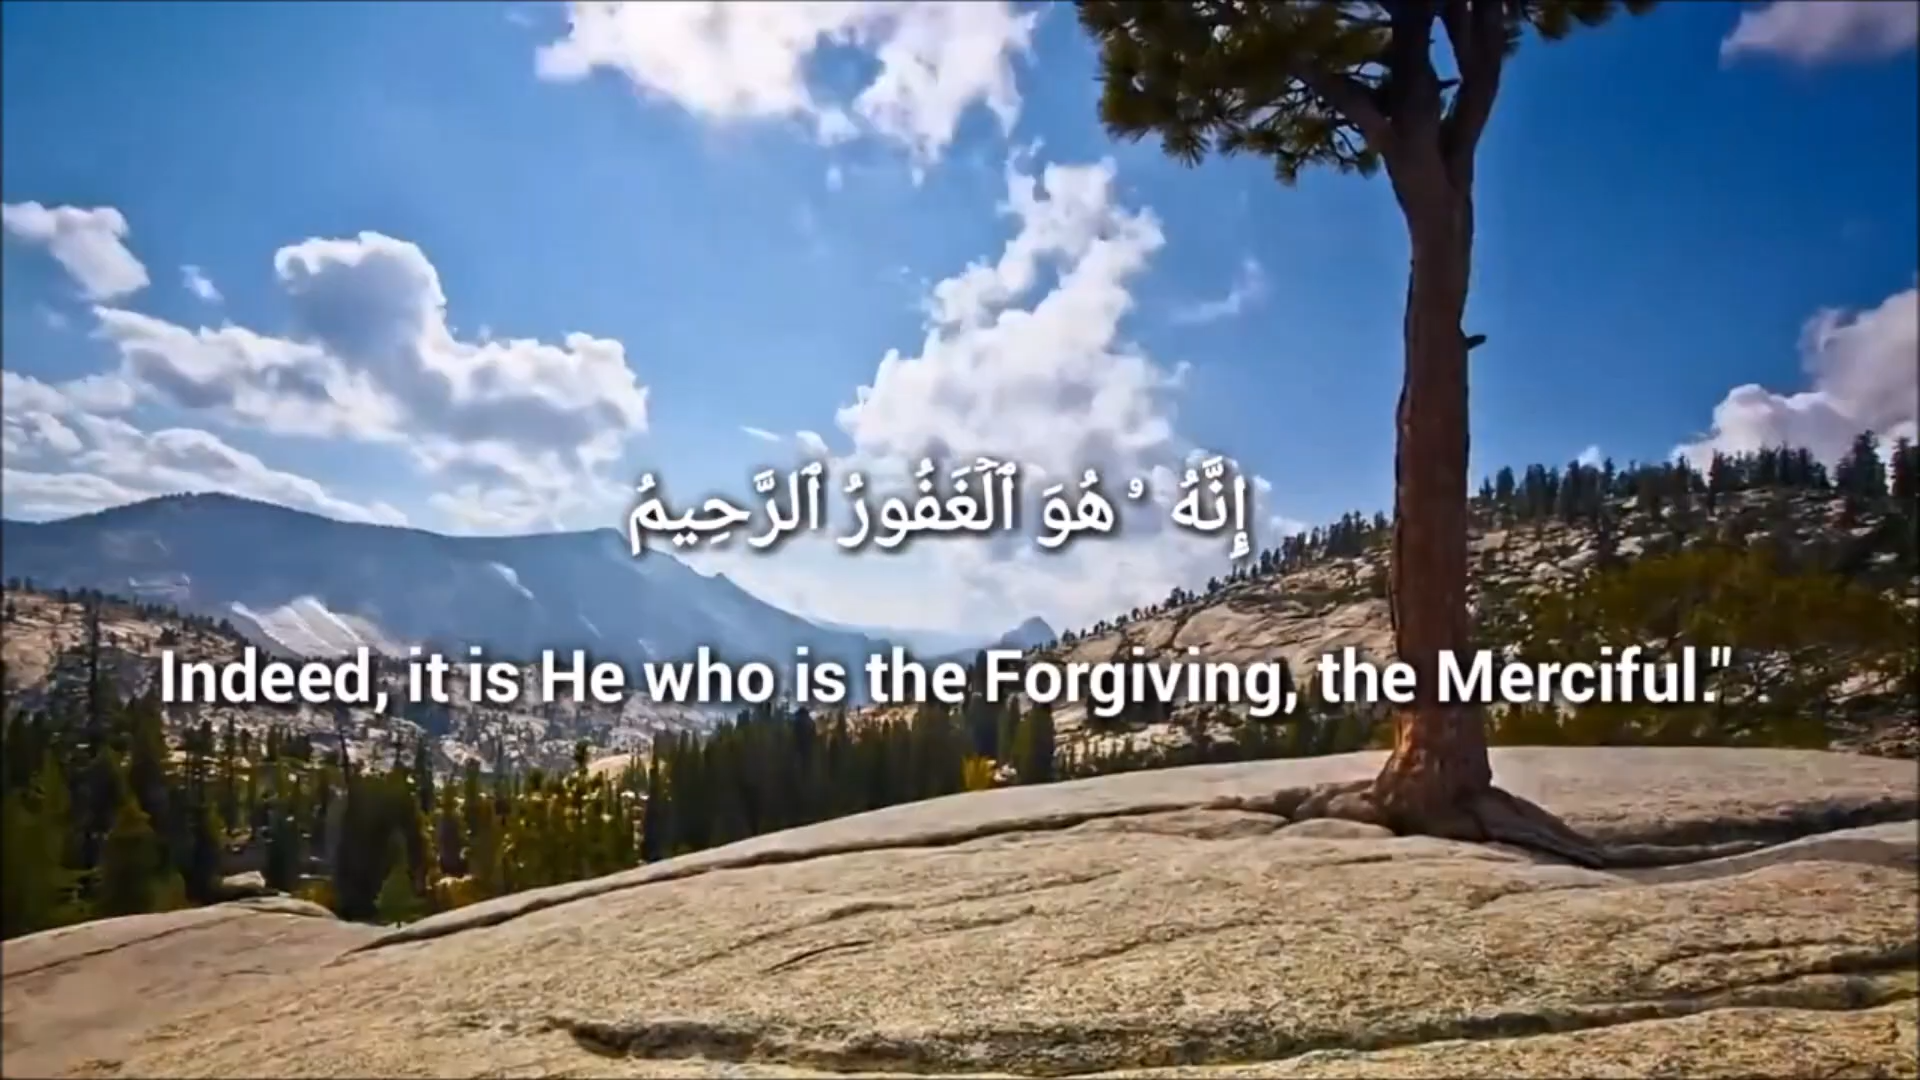 إِنَّهُۥ هُوَ ٱلۡغَفُورُ ٱلرَّحِيمُ
Indeed, it is He who is the Forgiving, the Merciful."